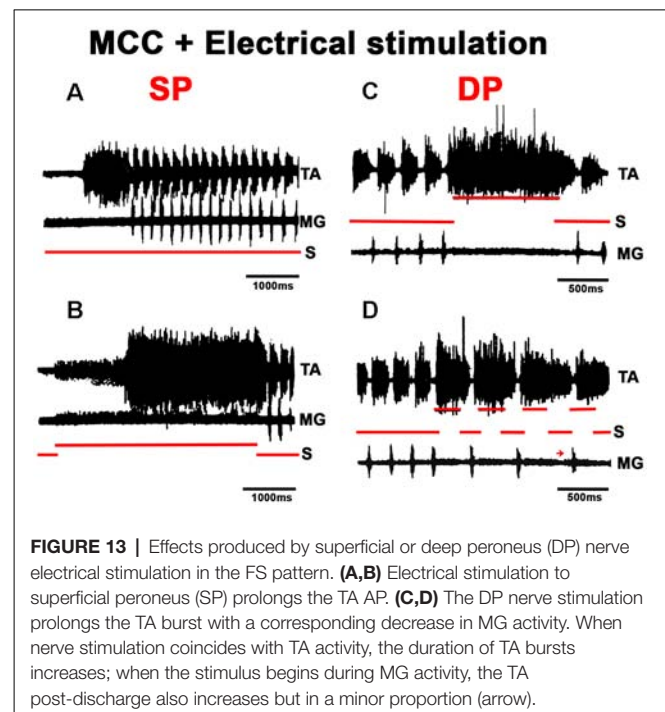 MCC + Electrical stimulation
A SP
TA
MG
S
1000ms
B
TA
MG
S
1000ms
C DP
TA
S
MG
500ms
D
TA
S
MG
500ms
FIGURE 13 | Effects produced by superficial or deep peroneus (DP) nerve
electrical stimulation in the FS pattern. (A,B) Electrical stimulation to
superficial peroneus (SP) prolongs the TA AP. (C,D) The DP nerve stimulation
prolongs the TA burst with a corresponding decrease in MG activity. When
nerve stimulation coincides with TA activity, the duration of TA bursts
increases; when the stimulus begins during MG activity, the TA
post-discharge also increases but in a minor proportion (arrow).